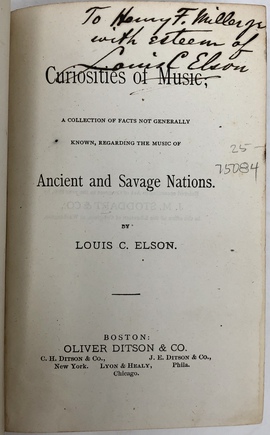 To Henry F. Miller jr
with esteem of
Louis C Elson
Curiosities of Music,
A COLLECTION OF FACTS NOT GENERALLY
KNOWN, REGARDING THE MUSIC OF
25-
75084
Ancient and Savage Nations.
BY
LOUIS C. ELSON.
BOSTON:
OLIVER DITSON & CO.
C. H. DITSON & CO., J. E. DITSON & CO.,
New York. LYON & HEALY, Phila.
Chicago.